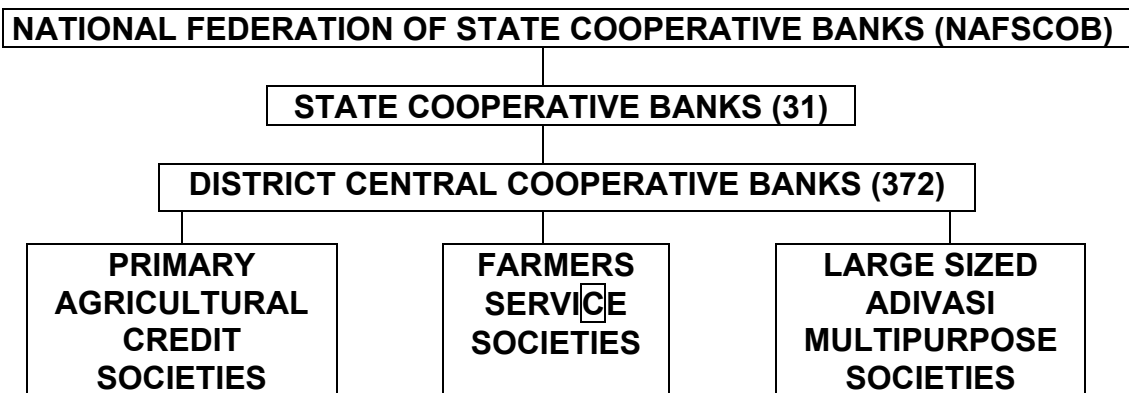 NATIONAL FEDERATION OF STATE COOPERATIVE BANKS (NAFSCOB)
STATE COOPERATIVE BANKS (31)
DISTRICT CENTRAL COOPERATIVE BANKS (372)
PRIMARY
AGRICULTURAL
CREDIT
SOCIETIES
FARMERS
SERVICE
SOCIETIES
LARGE SIZED
ADIVASI
MULTIPURPOSE
SOCIETIES